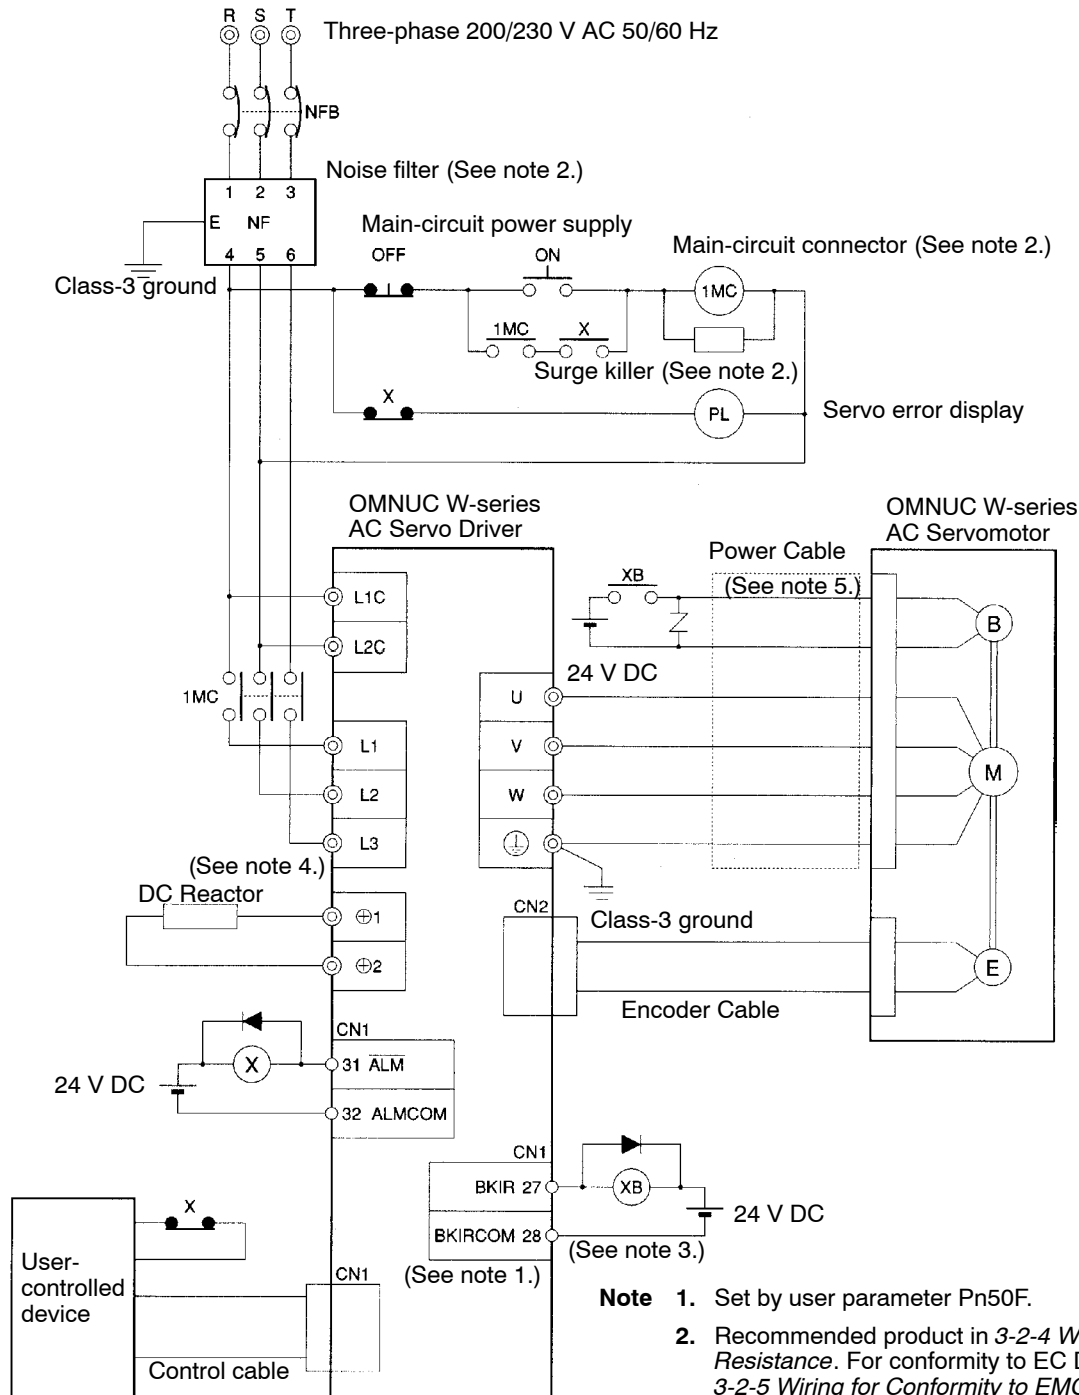 R S T
Three-phase 200/230 V AC 50/60 Hz
NFB
Noise filter (See note 2.)
1 2 3
E NF
4 5 6
Class-3 ground
Main-circuit power supply
OFF ON
Main-circuit connector (See note 2.)
1MC
1MC X
Surge killer (See note 2.)
X
PL
Servo error display
OMNUC W-series
AC Servo Driver
OMNUC W-series
AC Servomotor
Power Cable
(See note 5.)
XB
L1C
L2C
24 V DC
B
1MC
U
L1
V
M
L2
W
L3
(See note 4.)
DC Reactor
⊕1
⊕2
CN2
Class-3 ground
E
Encoder Cable
CN1
X
31 ALM
24 V DC
32 ALMCOM
CN1
BKIR 27
XB
24 V DC
BKIRCOM 28
(See note 3.)
(See note 1.)
X
User-
controlled
device
CN1
Control cable
Note 1. Set by user parameter Pn50F.
2. Recommended product in 3-2-4 W
Resistance. For conformity to EC D
3-2-5 Wiring for Conformity to EMC